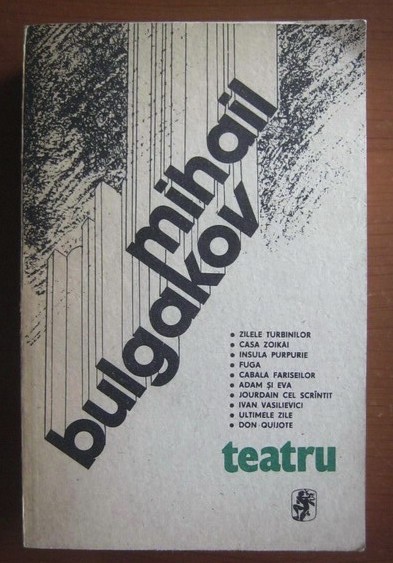 mihail
bulgakov
• ZILELE TURBINILOR
• CASA ZOIKĂI
• INSULA PURPURIE
• FUGA
• CABALA FARISEILOR
• ADAM ȘI EVA
• JOURDAIN CEL SCRÎNTIT
• IVAN VASILIEVICI
• ULTIMELE ZILE
• DON QUIJOTE
teatru